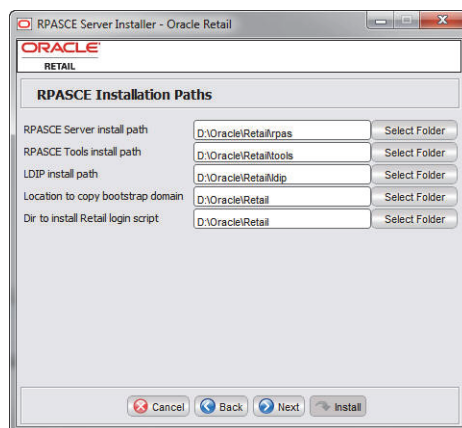 RPASCE Server Installer - Oracle Retail
ORACLE
RETAIL
RPASCE Installation Paths
RPASCE Server install path D:\Oracle\Retail\rpas Select Folder
RPASCE Tools install path D:\Oracle\Retail\tools Select Folder
LDIP install path D:\Oracle\Retail\ldip Select Folder
Location to copy bootstrap domain D:\Oracle\Retail Select Folder
Dir to install Retail login script D:\Oracle\Retail Select Folder
Cancel Back Next Install